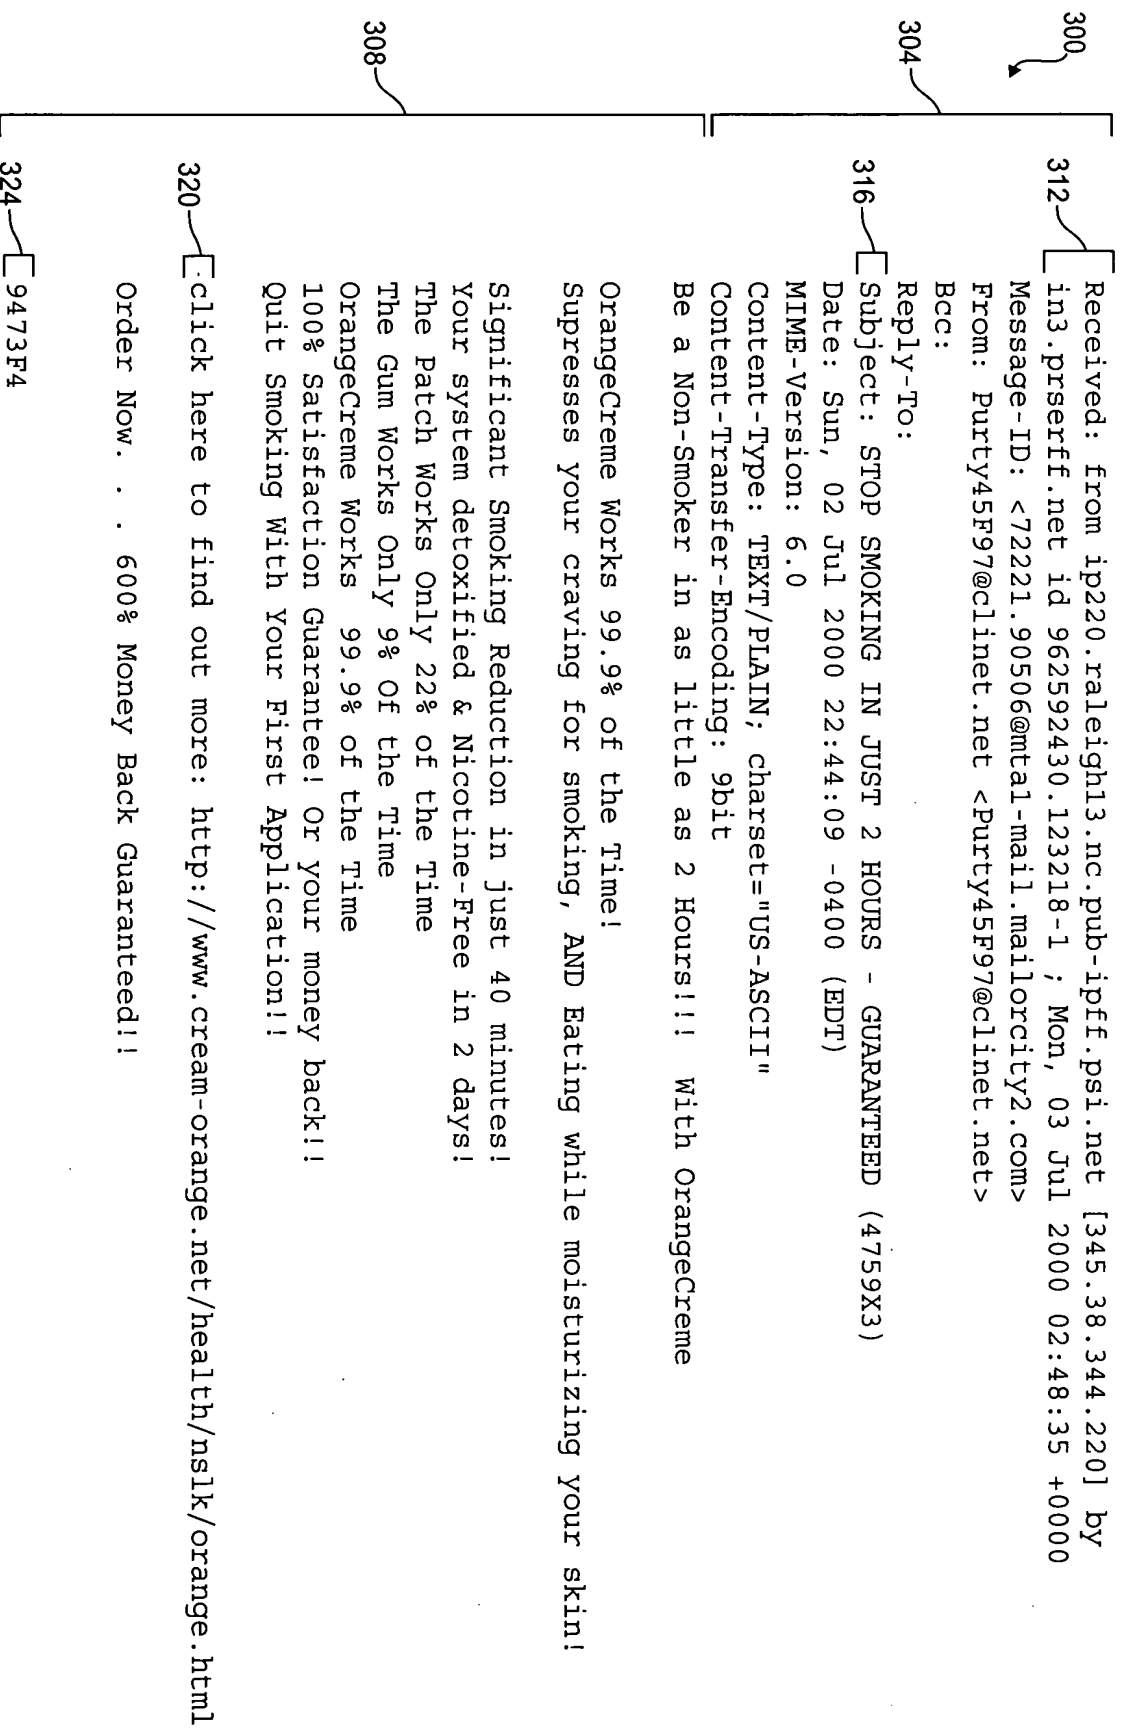 300
304
312
Received: from ip220.raleigh13.nc.pub-ipff.psi.net [345.38.344.220] by
in3.prserff.net id 962592430.123218-1 ; Mon, 03 Jul 2000 02:48:35 +0000
Message-ID: <72221.90506@mtal-mail.mailorcity2.com>
From: Purty45F97@clinet.net <Purty45F97@clinet.net>
Bcc:
Reply-To:
316
Subject: STOP SMOKING IN JUST 2 HOURS - GUARANTEED (4759X3)
Date: Sun, 02 Jul 2000 22:44:09 -0400 (EDT)
MIME-Version: 6.0
Content-Type: TEXT/PLAIN; charset="US-ASCII"
Content-Transfer-Encoding: 9bit
308
Be a Non-Smoker in as little as 2 Hours!!! With OrangeCreme
OrangeCreme Works 99.9% of the Time!
Supresses your craving for smoking, AND Eating while moisturizing your skin!
Significant Smoking Reduction in just 40 minutes!
Your system detoxified & Nicotine-Free in 2 days!
The Patch Works Only 22% of the Time
The Gum Works Only 9% Of the Time
OrangeCreme Works 99.9% of the Time
100% Satisfaction Guarantee! Or your money back!!
Quit Smoking With Your First Application!!
320
click here to find out more: http://www.cream-orange.net/health/nslk/orange.html
Order Now. . . 600% Money Back Guaranteed!!
324
9473F4